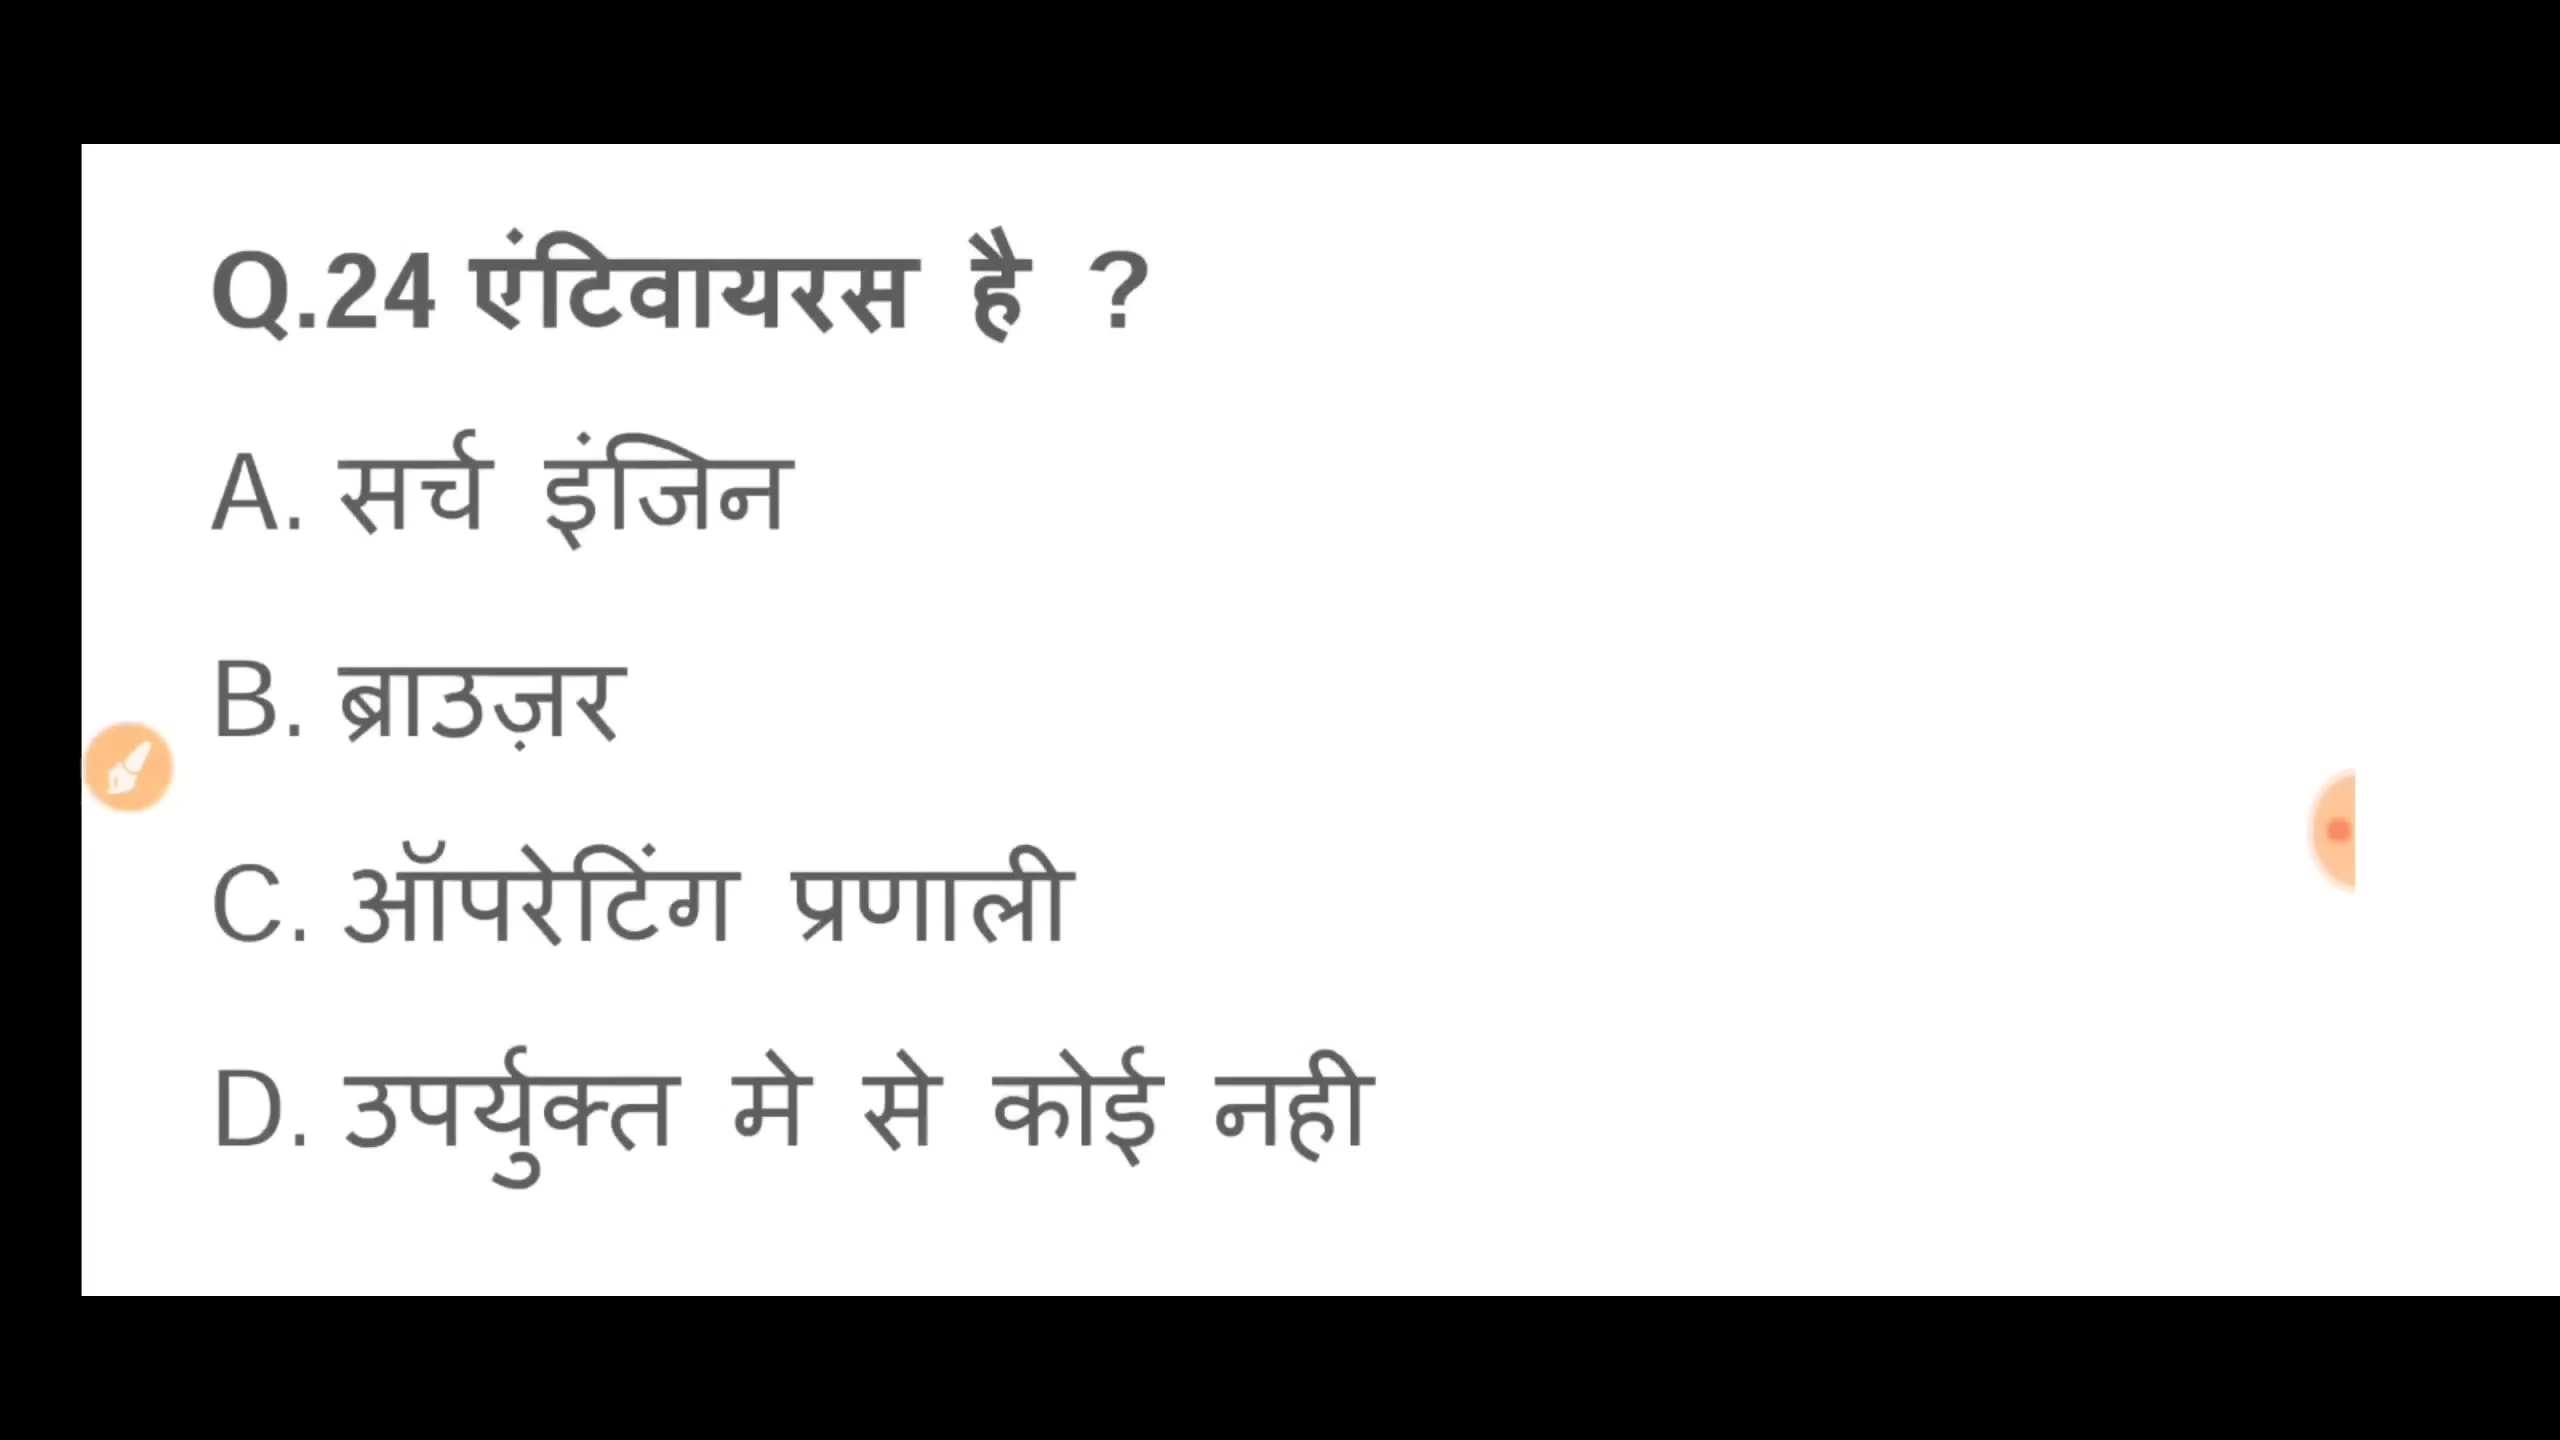 Q.24 एंटिवायरस है ?
A. सर्च इंजिन
B. ब्राउज़र
C. ऑपरेटिंग प्रणाली
D. उपर्युक्त मे से कोई नही